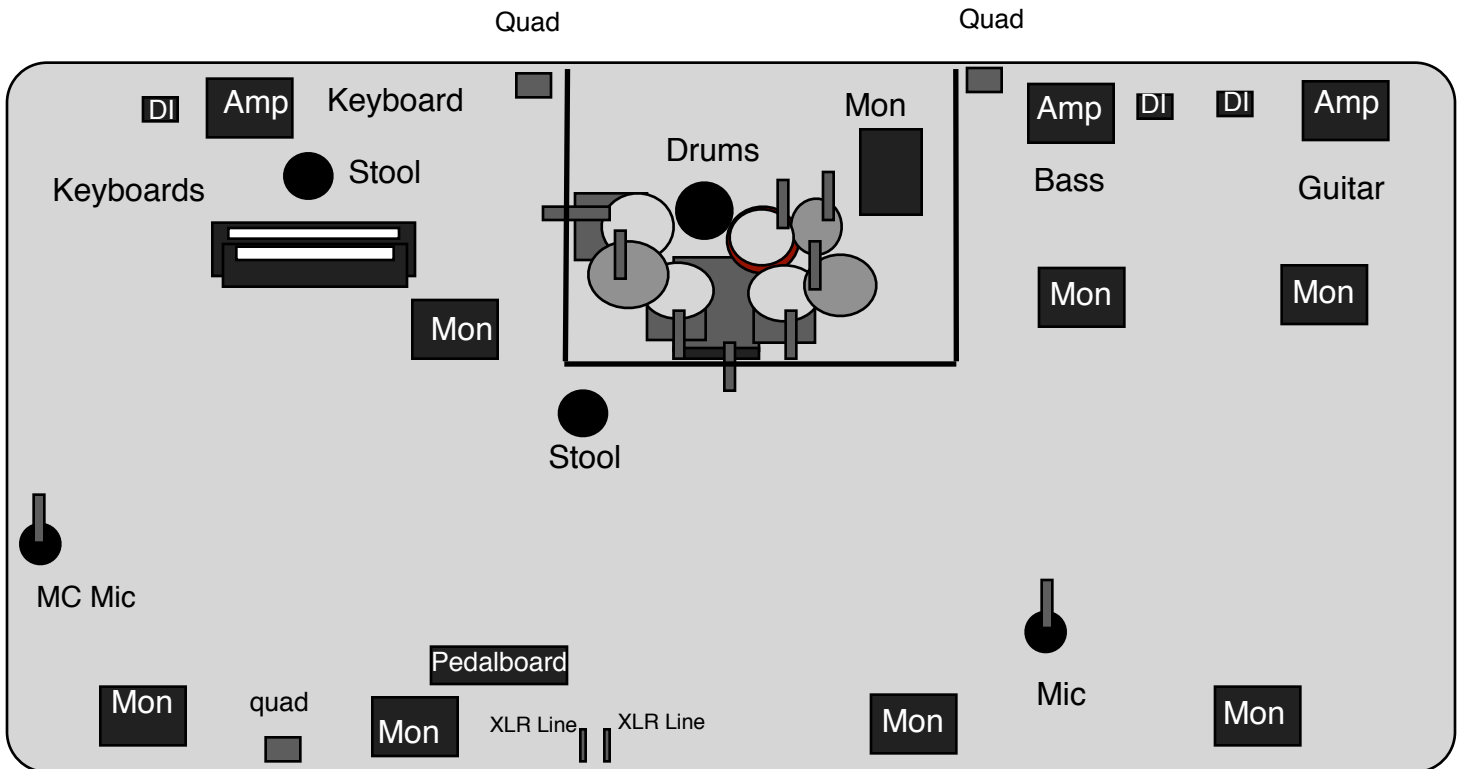 Quad
Quad
DI
Amp
Keyboard
Mon
Amp
DI
DI
Amp
Drums
Stool
Keyboards
Bass
Guitar
Mon
Mon
Mon
Stool
MC Mic
Pedalboard
Mic
Mon
quad
Mon
XLR Line
XLR Line
Mon
Mon